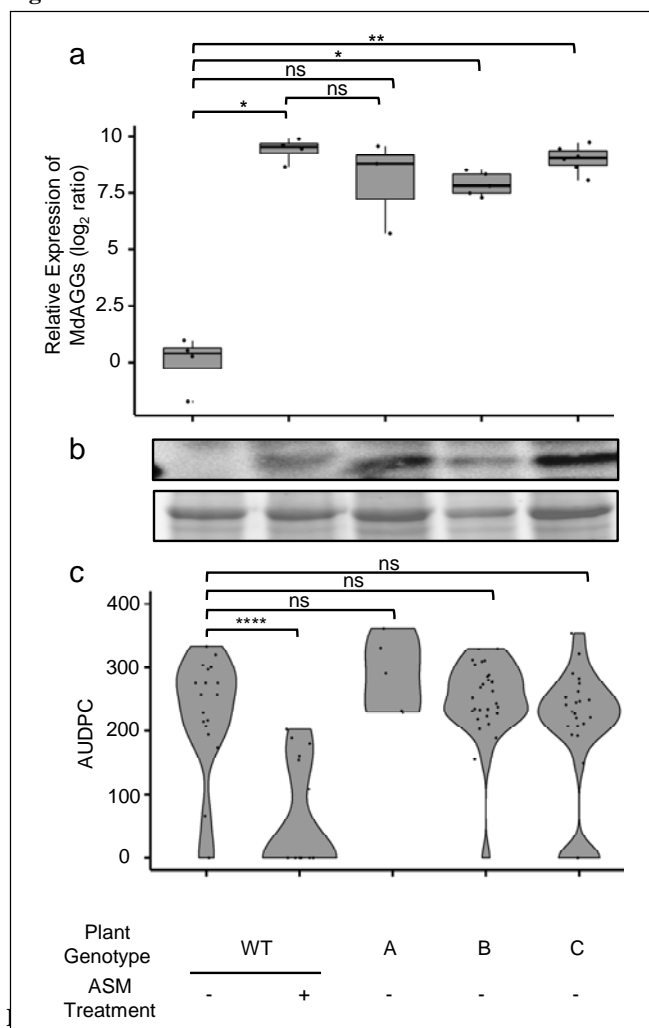 a
**
*
ns
ns
*
10
7.5
2.5
0
Relative Expression of
MdAGGs (log2 ratio)
b
c
ns
ns
ns
****
400
300
200
100
0
AUDPC
Plant
Genotype
WT
A
B
C
ASM
Treatment
-
+
-
-
-